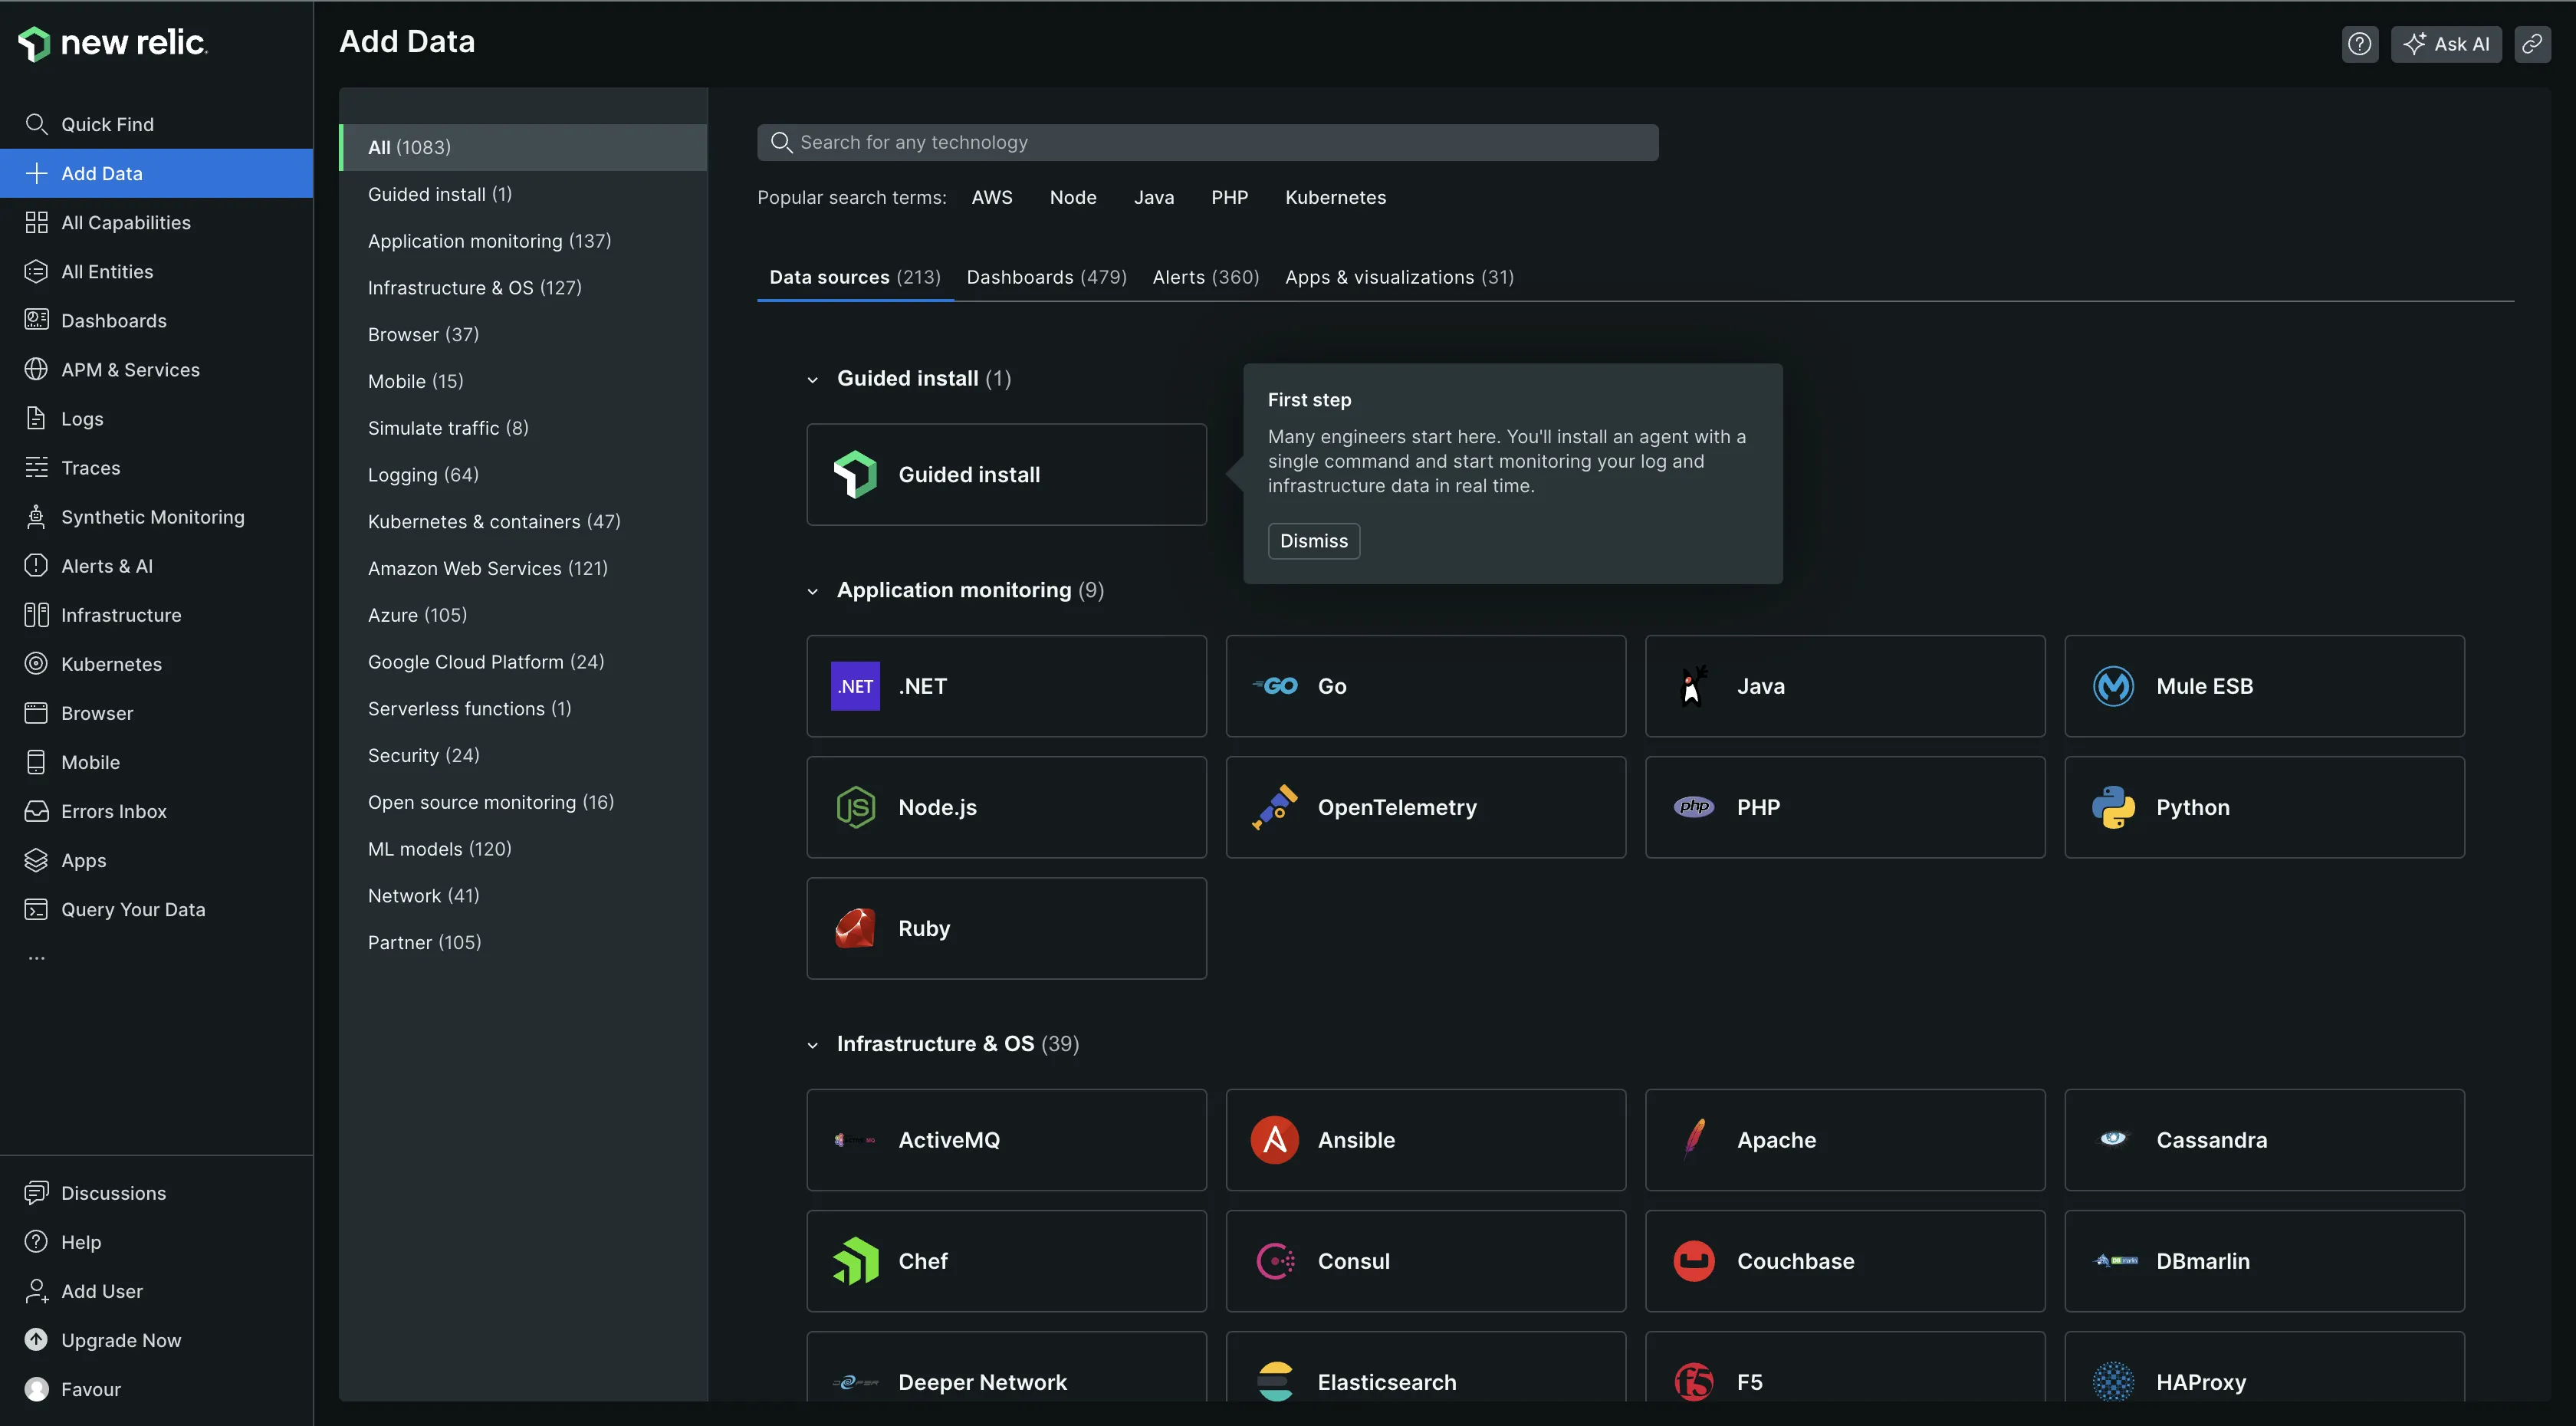 new relic.
Quick Find
Add Data
All Capabilities
All Entities
Dashboards
APM & Services
Logs
Traces
Synthetic Monitoring
Alerts & AI
Infrastructure
Kubernetes
Browser
Mobile
Errors Inbox
Apps
Query Your Data
...
Discussions
Help
Add User
Upgrade Now
Favour
Add Data
Ask AI
All (1083)
Guided install (1)
Application monitoring (137)
Infrastructure & OS (127)
Browser (37)
Mobile (15)
Simulate traffic (8)
Logging (64)
Kubernetes & containers (47)
Amazon Web Services (121)
Azure (105)
Google Cloud Platform (24)
Serverless functions (1)
Security (24)
Open source monitoring (16)
ML models (120)
Network (41)
Partner (105)
Search for any technology
Popular search terms: AWS Node Java PHP Kubernetes
Data sources (213) Dashboards (479) Alerts (360) Apps & visualizations (31)
Guided install (1)
Guided install
First step
Many engineers start here. You'll install an agent with a
single command and start monitoring your log and
infrastructure data in real time.
Dismiss
Application monitoring (9)
.NET .NET
GO Go
Java
Mule ESB
JS Node.js
OpenTelemetry
php PHP
Python
Ruby
Infrastructure & OS (39)
ActiveMQ
Ansible
Apache
Cassandra
Chef
Consul
Couchbase
DBmarlin
Deeper Network
Elasticsearch
F5 F5
HAProxy